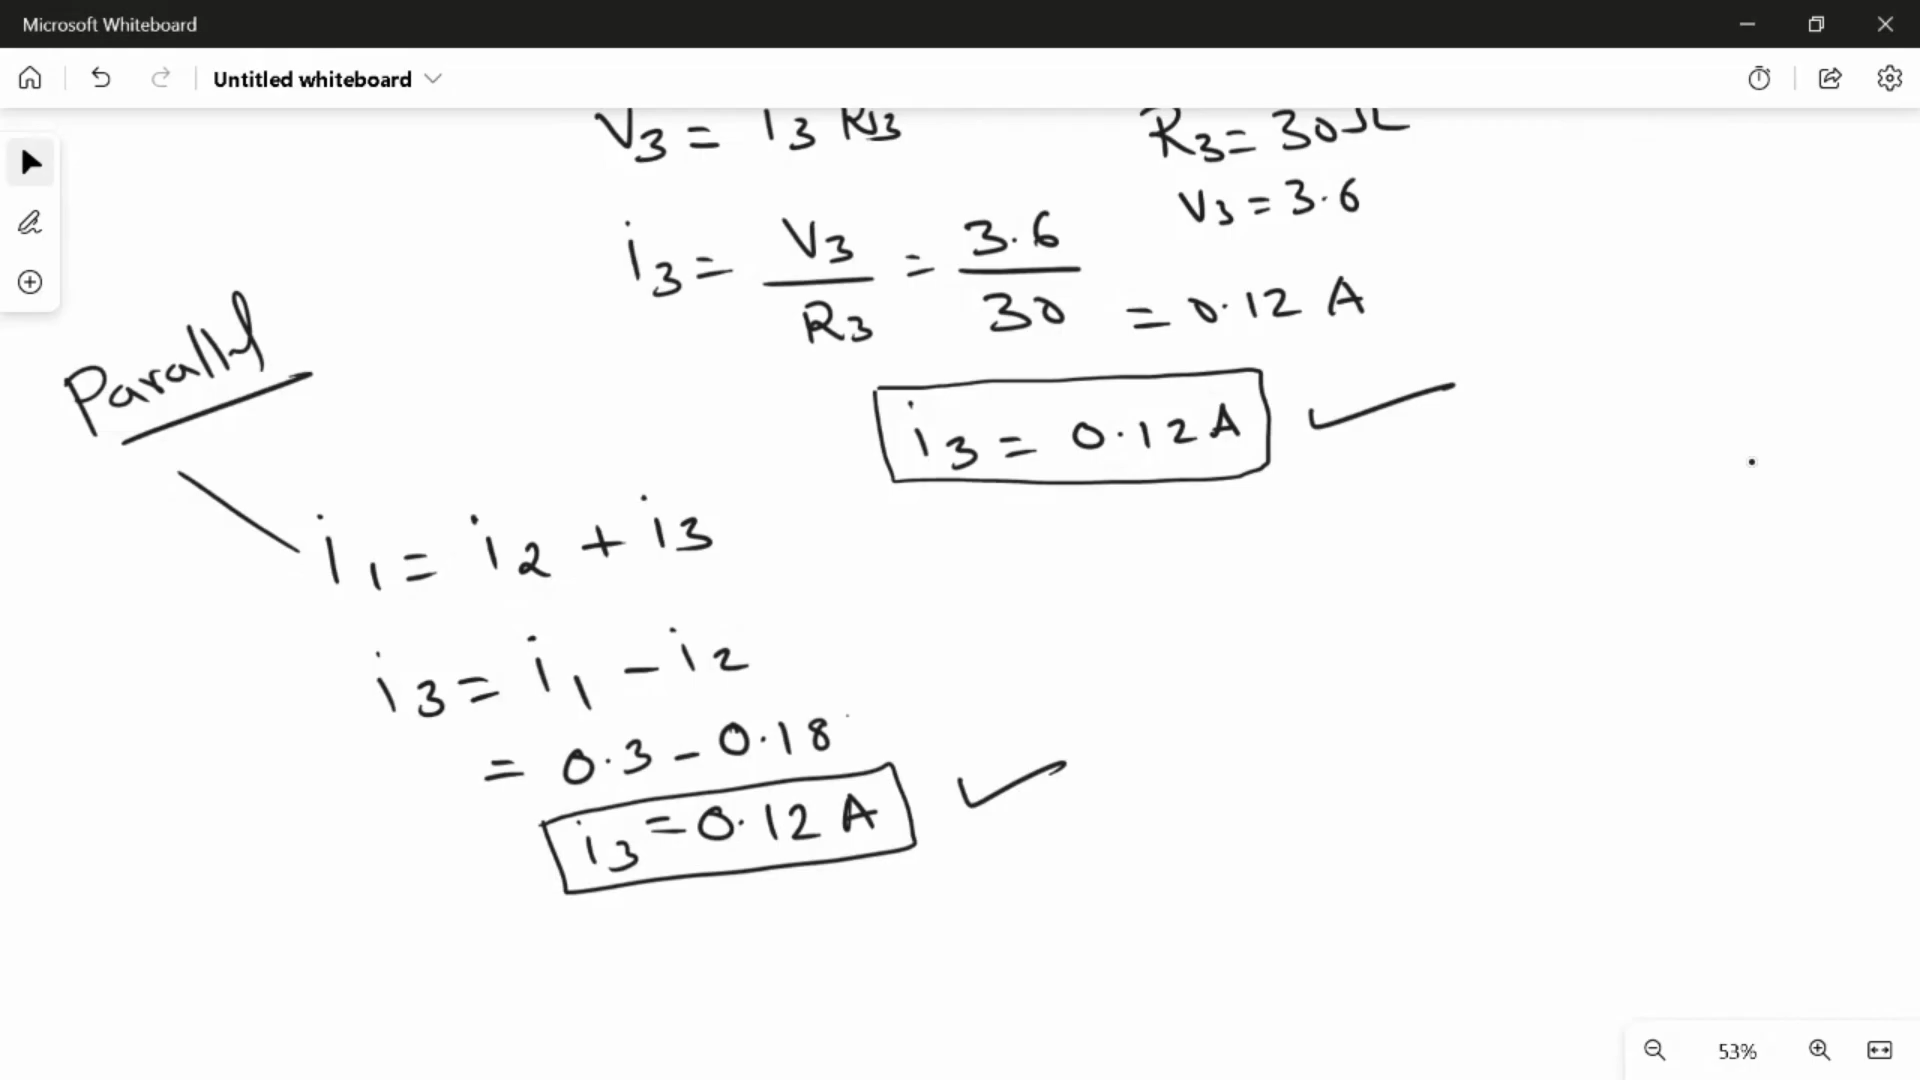 Microsoft Whiteboard
Untitled whiteboard
V3 = i3 R3
R3 = 30Ω
V3 = 3.6
i3 = V3/R3 = 3.6/30 = 0.12 A
Parallel
i3 = 0.12 A
i1 = i2 + i3
i3 = i1 - i2
= 0.3 - 0.18
i3 = 0.12 A
53%